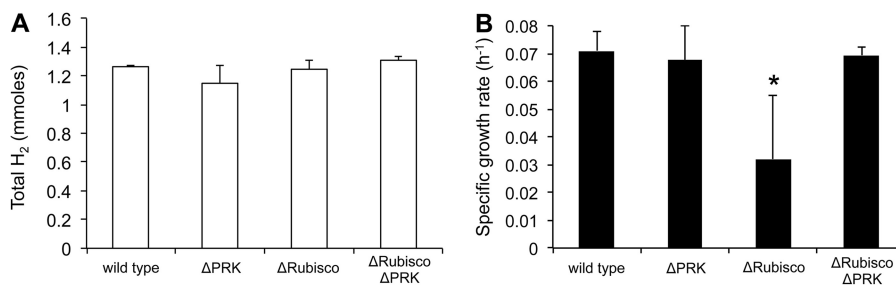 A
Total H2 (mmoles)
1.6
1.4
1.2
1
0.8
0.6
0.4
0.2
0
wild type
ΔPRK
ΔRubisco
ΔRubisco
ΔPRK
B
Specific growth rate (h-1)
0.08
0.07
0.06
0.05
0.04
0.03
0.02
0.01
0
*
wild type
ΔPRK
ΔRubisco
ΔRubisco
ΔPRK